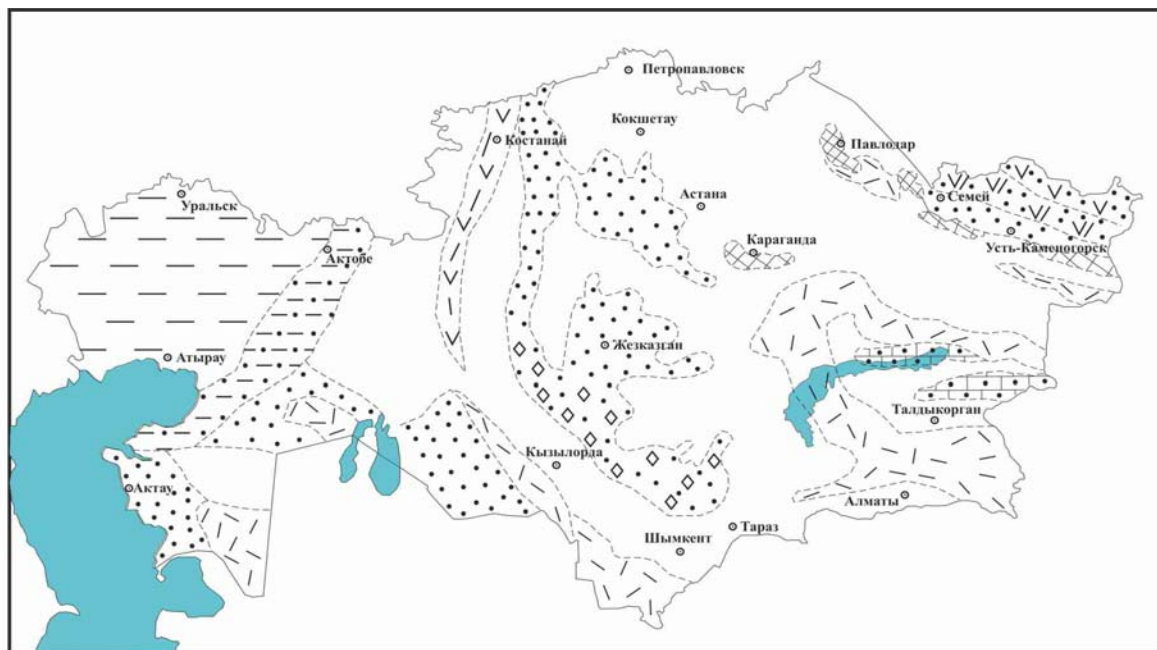 Петропавловск
Кокшетау
Костанай
Павлодар
Уральск
Астана
Семей
Усть-Каменогорск
Актобе
Караганда
Атырау
Жезказган
Талдыкорган
Кызылорда
Актау
Алматы
Тараз
Шымкент